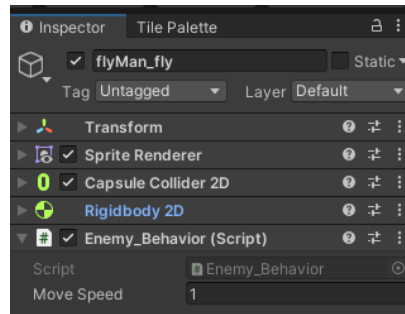 Inspector Tile Palette
flyMan_fly Static
Tag Untagged Layer Default
Transform
Sprite Renderer
Capsule Collider 2D
Rigidbody 2D
Enemy_Behavior (Script)
Script Enemy_Behavior
Move Speed 1